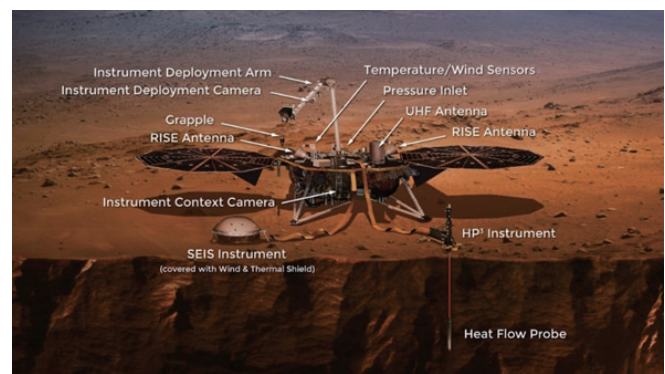 Instrument Deployment Arm
Temperature/Wind Sensors
Instrument Deployment Camera
Pressure Inlet
Grapple
UHF Antenna
RISE Antenna
RISE Antenna
Instrument Context Camera
SEIS Instrument
(covered with Wind & Thermal Shield)
HP³ Instrument
Heat Flow Probe